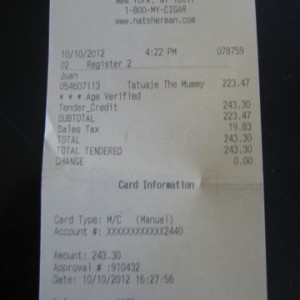 New York, NY 10017
1-800-MY-CIGAR
www.natsherman.com
10/10/2012 4:22 PM 078759
02 Register 2
Juan
054607113 Tatuaje The Mummy 223.47
* * * Age Verified
Tender_Credit 243.30
SUBTOTAL 223.47
Sales Tax 19.83
TOTAL 243.30
TOTAL TENDERED 243.30
CHANGE 0.00
Card Information
Card Type: M/C (Manual)
Account #: XXXXXXXXXXXX2440
Amount: 243.30
Approval # :910432
Date: 10/10/2012 16:27:56